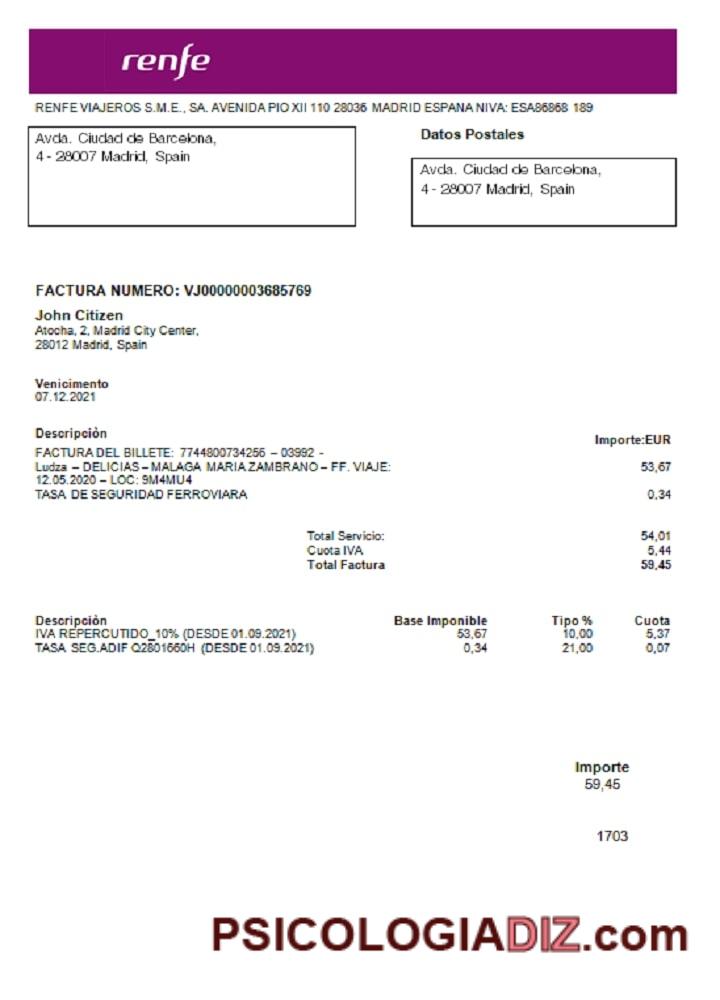 renfe
RENFE VIAJEROS S.M.E., SA. AVENIDA PIO XII 110 28036 MADRID ESPANA NIVA: ESA86868 189
Avda. Ciudad de Barcelona,
4 - 28007 Madrid, Spain
Datos Postales
Avda. Ciudad de Barcelona,
4 - 28007 Madrid, Spain
FACTURA NUMERO: VJ00000003685769
John Citizen
Atocha, 2, Madrid City Center,
28012 Madrid, Spain
Venicimento
07.12.2021
Descripciòn Importe:EUR
FACTURA DEL BILLETE: 7744800734256 – 03992 -
Ludza – DELICIAS – MALAGA MARIA ZAMBRANO – FF. VIAJE: 53,67
12.05.2020 – LOC: 9M4MU4
TASA DE SEGURIDAD FERROVIARA 0,34
Total Servicio: 54,01
Cuota IVA 5,44
Total Factura 59,45
Descripciòn Base Imponible Tipo % Cuota
IVA REPERCUTIDO_10% (DESDE 01.09.2021) 53,67 10,00 5,37
TASA SEG.ADIF Q2801660H (DESDE 01.09.2021) 0,34 21,00 0,07
Importe
59,45
1703
PSICOLOGIADIZ.com